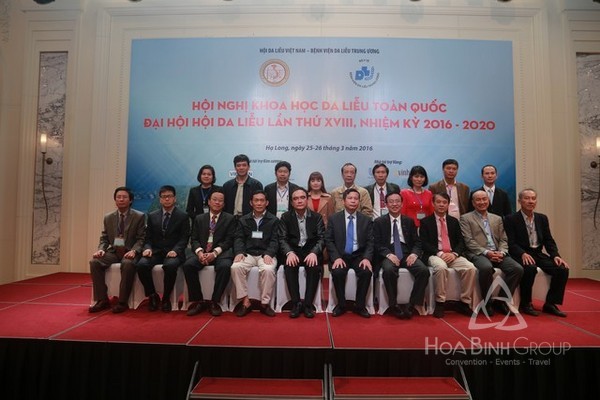 HỘI DA LIỄU VIỆT NAM – BỆNH VIỆN DA LIỄU TRUNG ƯƠNG
HỘI NGHỊ KHOA HỌC DA LIỄU TOÀN QUỐC
ĐẠI HỘI HỘI DA LIỄU LẦN THỨ XVIII, NHIỆM KỲ 2016 - 2020
Hạ Long, ngày 25-26 tháng 3 năm 2016
HOA BINH GROUP
Convention - Events - Travel